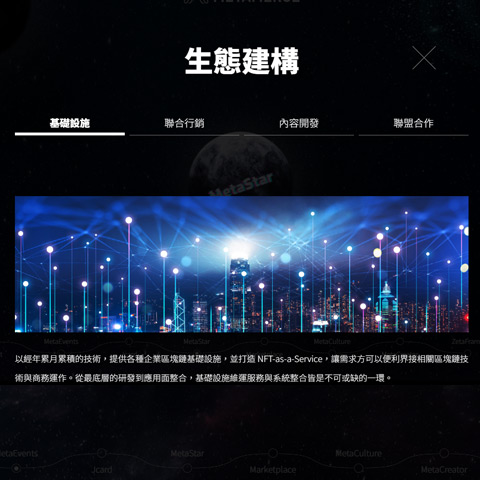 生態建構
基礎設施
聯合行銷
內容開發
聯盟合作
MetaStar
MetaEvents
MetaCulture
以經年累月累積的技術，提供各種企業區塊鏈基礎設施，並打造 NFT-as-a-Service，讓需求方可以便利界接相關區塊鏈技
術與商務運作。從最底層的研發到應用面整合，基礎設施維運服務與系統整合皆是不可或缺的一環。
MetaStar
MetaCulture
Jcard
Marketplace
MetaCreator